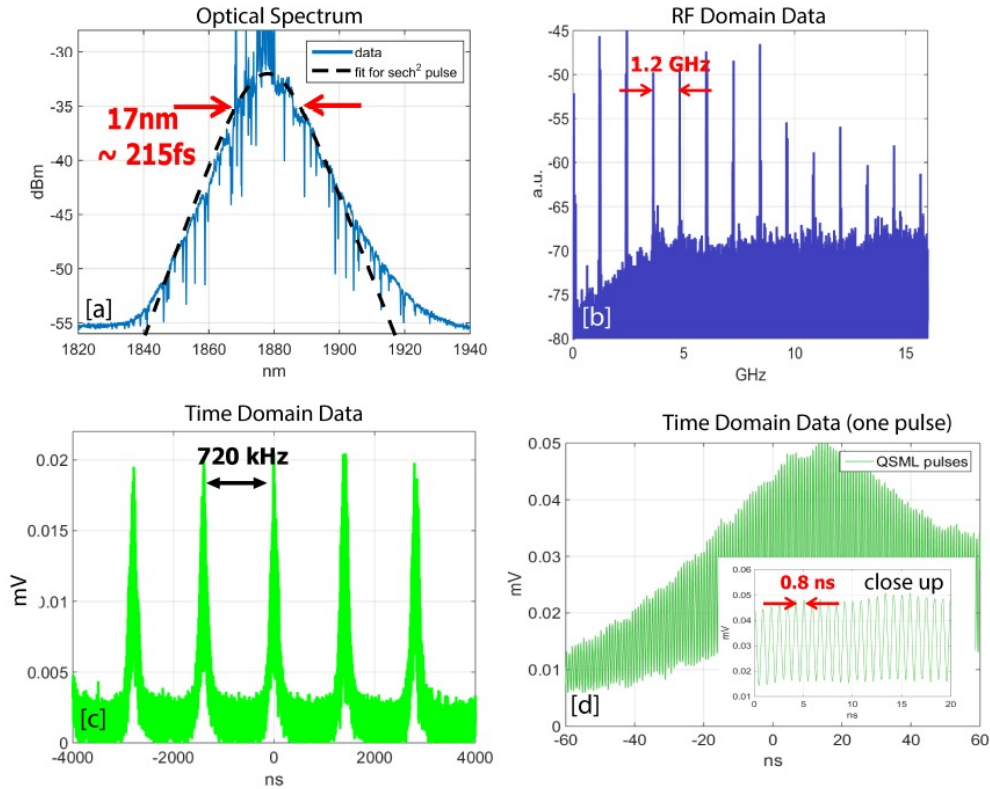 Optical Spectrum
-30
-35
-40
-45
-50
-55
dBm
1820 1840 1860 1880 1900 1920 1940
nm
data
fit for sech² pulse
17nm
~ 215fs
[a]
RF Domain Data
-45
-50
-55
-60
-65
-70
-75
-80
a.u.
0 5 10 15
GHz
1.2 GHz
[b]
Time Domain Data
0.02
0.015
0.01
0.005
0
mV
-4000 -2000 0 2000 4000
ns
720 kHz
[c]
Time Domain Data (one pulse)
0.05
0.04
0.03
0.02
0.01
0
mV
-60 -40 -20 0 20 40 60
ns
QSML pulses
0.8 ns
close up
0.06
0.05
0.04
0.03
0.02
0.01
mV
0 5 10 15 20
ns
[d]